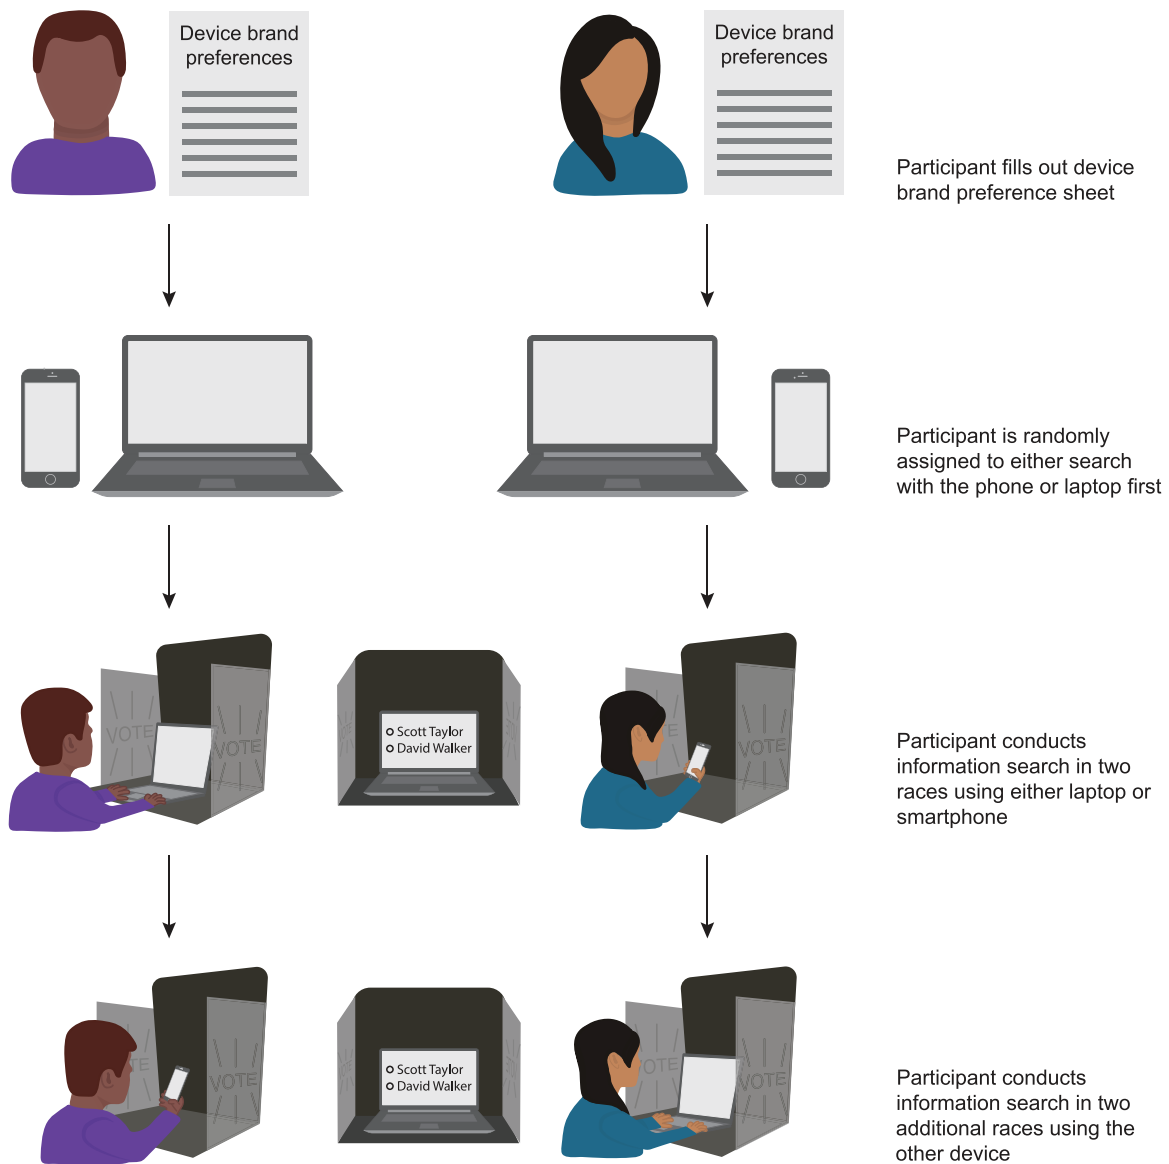 Device brand
preferences
Device brand
preferences
Participant fills out device
brand preference sheet
Participant is randomly
assigned to either search
with the phone or laptop first
VOTE
VOTE
Scott Taylor
David Walker
VOTE
VOTE
Participant conducts
information search in two
races using either laptop or
smartphone
VOTE
Scott Taylor
David Walker
VOTE
Participant conducts
information search in two
additional races using the
other device